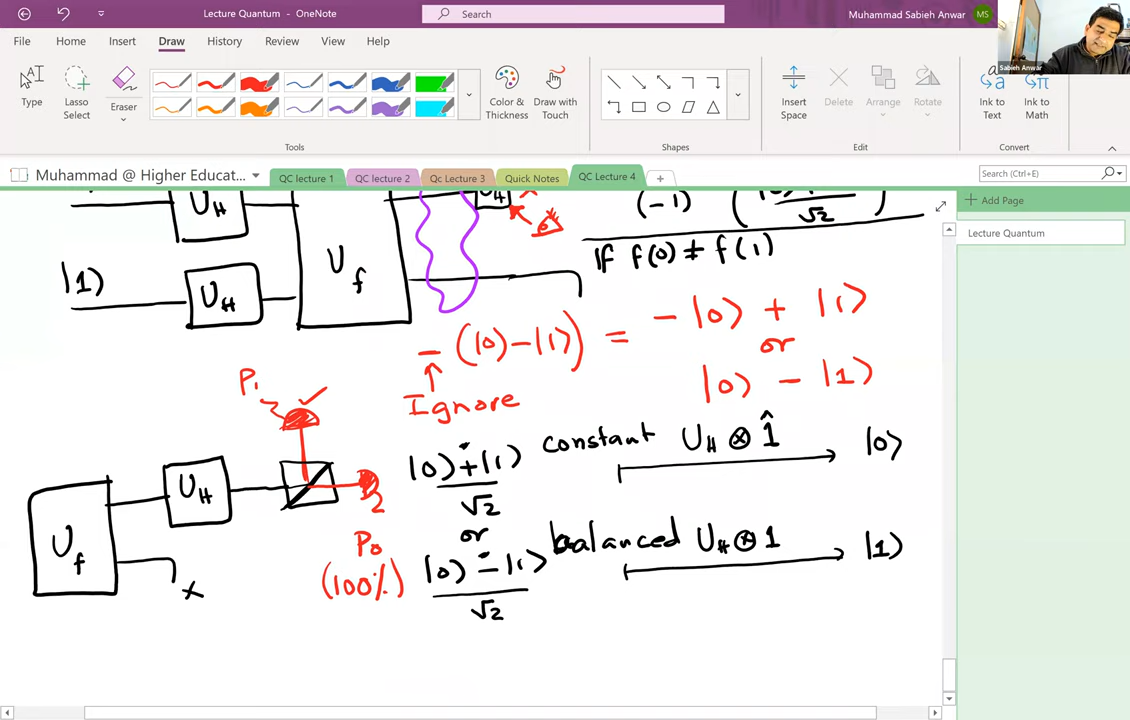 Lecture Quantum - OneNote
Search
Muhammad Sabieh Anwar
MS
Sabieh Anwar
File Home Insert Draw History Review View Help
Type
Lasso Select
Eraser
Color & Thickness
Draw with Touch
Insert Space
Delete
Arrange
Rotate
Ink to Text
Ink to Math
Tools
Shapes
Edit
Convert
Muhammad @ Higher Educat...
QC lecture 1
QC lecture 2
Qc Lecture 3
Quick Notes
QC Lecture 4
Search (Ctrl+E)
Add Page
Lecture Quantum
U_H
U_H
(-1)
√2
If f(0) ≠ f(1)
|1⟩
U_H
U_f
- (|0⟩ - |1⟩) = - |0⟩ + |1⟩
or
|0⟩ - |1⟩
Ignore
P₁
|0⟩ + |1⟩
√2
constant U_H ⊗ 1̂ |0⟩
U_f
U_H
or
P₀
(100%)
|0⟩ - |1⟩
√2
balanced U_H ⊗ 1 |1⟩
x